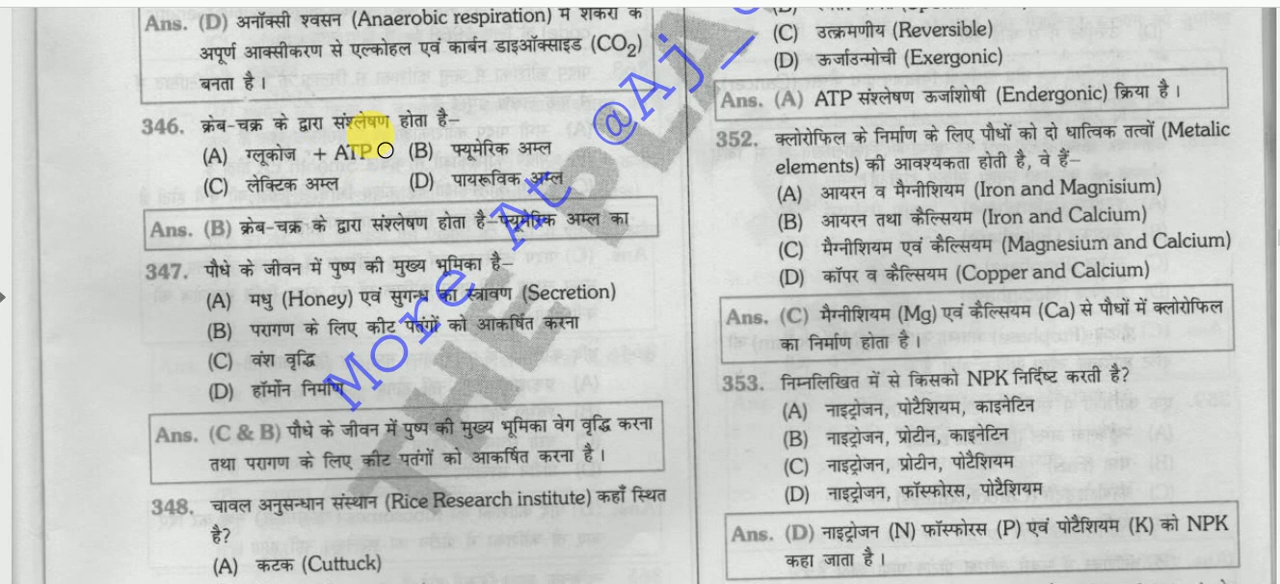 Ans. (D) अनॉक्सी श्वसन (Anaerobic respiration) में शर्करा के
अपूर्ण आक्सीकरण से एल्कोहल एवं कार्बन डाइऑक्साइड (CO₂)
बनता है।
346. क्रेब-चक्र के द्वारा संश्लेषण होता है–
(A) ग्लूकोज + ATP (B) फ्यूमेरिक अम्ल
(C) लेक्टिक अम्ल (D) पायरूविक अम्ल
Ans. (B) क्रेब-चक्र के द्वारा संश्लेषण होता है–फ्यूमेरिक अम्ल का
347. पौधे के जीवन में पुष्प की मुख्य भूमिका है–
(A) मधु (Honey) एवं सुगन्ध का स्त्रावण (Secretion)
(B) परागण के लिए कीट पतंगों को आकर्षित करना
(C) वंश वृद्धि
(D) हॉर्मोन निर्माण
Ans. (C & B) पौधे के जीवन में पुष्प की मुख्य भूमिका वेग वृद्धि करना
तथा परागण के लिए कीट पतंगों को आकर्षित करना है।
348. चावल अनुसन्धान संस्थान (Rice Research institute) कहाँ स्थित
है?
(A) कटक (Cuttuck)
(C) उत्क्रमणीय (Reversible)
(D) ऊर्जाउन्मोची (Exergonic)
Ans. (A) ATP संश्लेषण ऊर्जाशोषी (Endergonic) क्रिया है।
352. क्लोरोफिल के निर्माण के लिए पौधों को दो धात्विक तत्वों (Metalic
elements) की आवश्यकता होती है, वे हैं–
(A) आयरन व मैग्नीशियम (Iron and Magnisium)
(B) आयरन तथा कैल्सियम (Iron and Calcium)
(C) मैग्नीशियम एवं कैल्सियम (Magnesium and Calcium)
(D) कॉपर व कैल्सियम (Copper and Calcium)
Ans. (C) मैग्नीशियम (Mg) एवं कैल्सियम (Ca) से पौधों में क्लोरोफिल
का निर्माण होता है।
353. निम्नलिखित में से किसको NPK निर्दिष्ट करती है?
(A) नाइट्रोजन, पोटैशियम, काइनेटिन
(B) नाइट्रोजन, प्रोटीन, काइनेटिन
(C) नाइट्रोजन, प्रोटीन, पोटैशियम
(D) नाइट्रोजन, फॉस्फोरस, पोटैशियम
Ans. (D) नाइट्रोजन (N) फॉस्फोरस (P) एवं पोटैशियम (K) को NPK
कहा जाता है।
More At @Aj_
THE PLA